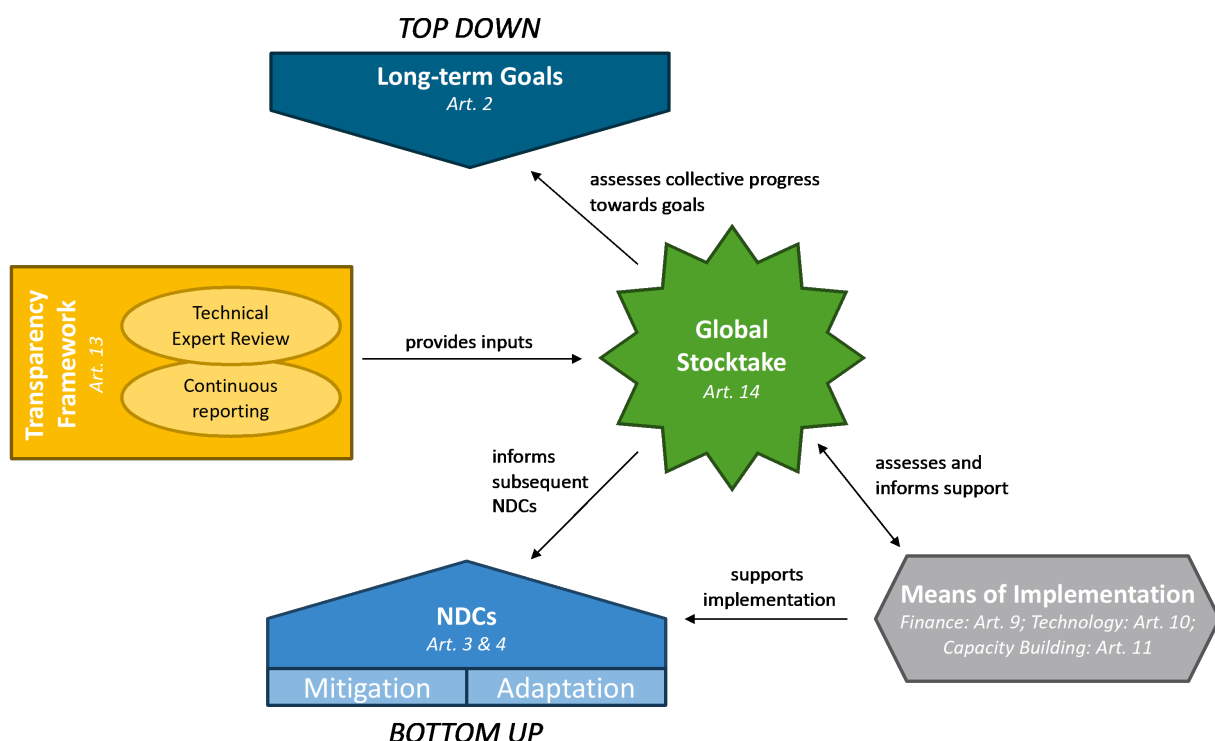 TOP DOWN
Long-term Goals
Art. 2
assesses collective progress
towards goals
Transparency
Framework
Art. 13
Technical
Expert Review
Continuous
reporting
provides inputs
Global
Stocktake
Art. 14
informs
subsequent
NDCs
assesses and
informs support
supports
implementation
Means of Implementation
Finance: Art. 9; Technology: Art. 10;
Capacity Building: Art. 11
NDCs
Art. 3 & 4
Mitigation
Adaptation
BOTTOM UP